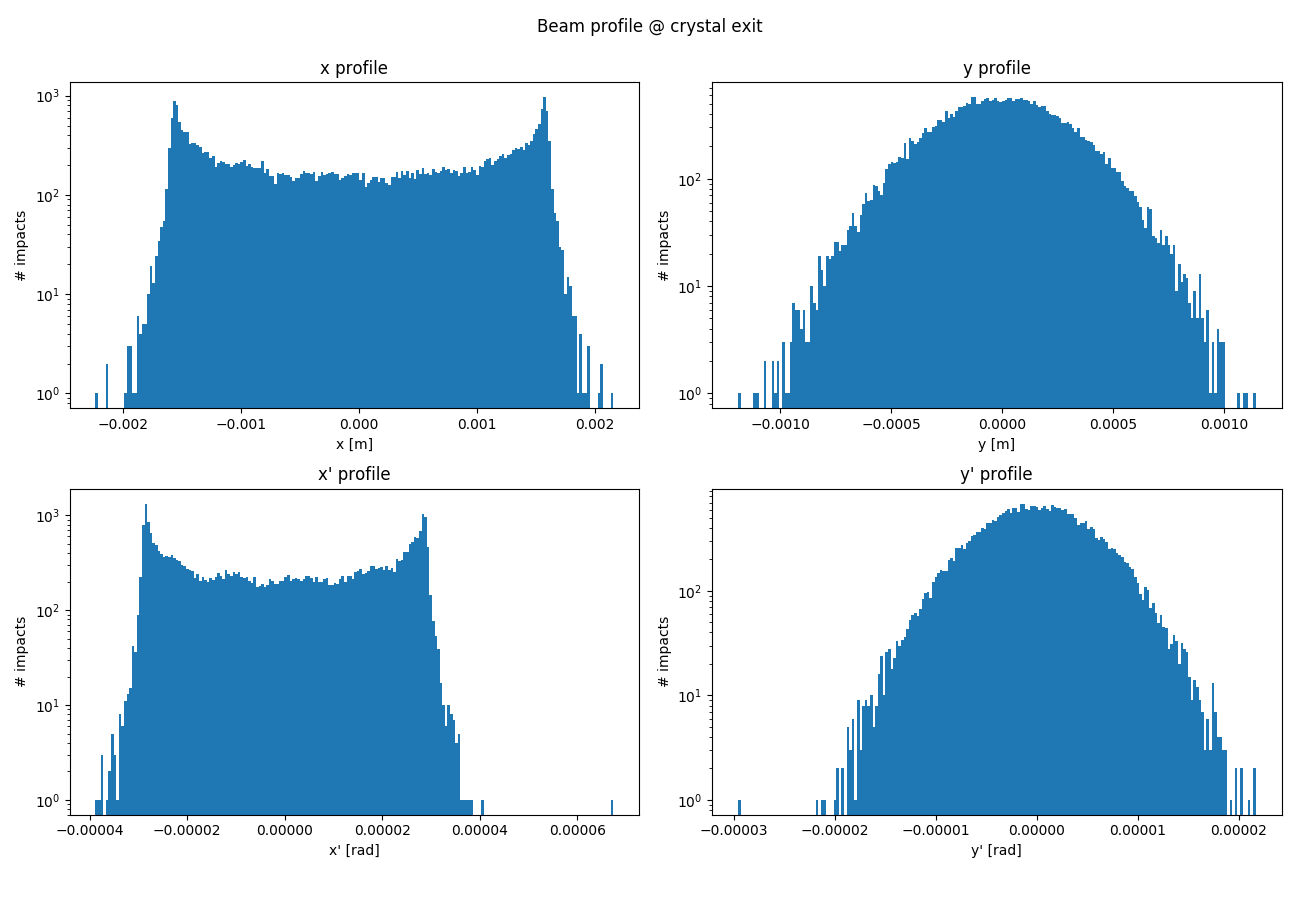 Beam profile @ crystal exit
x profile
# impacts
10³
10²
10¹
10⁰
−0.002 −0.001 0.000 0.001 0.002
x [m]
y profile
# impacts
10²
10¹
10⁰
−0.0010 −0.0005 0.0000 0.0005 0.0010
y [m]
x' profile
# impacts
10³
10²
10¹
10⁰
−0.00004 −0.00002 0.00000 0.00002 0.00004 0.00006
x' [rad]
y' profile
# impacts
10²
10¹
10⁰
−0.00003 −0.00002 −0.00001 0.00000 0.00001 0.00002
y' [rad]